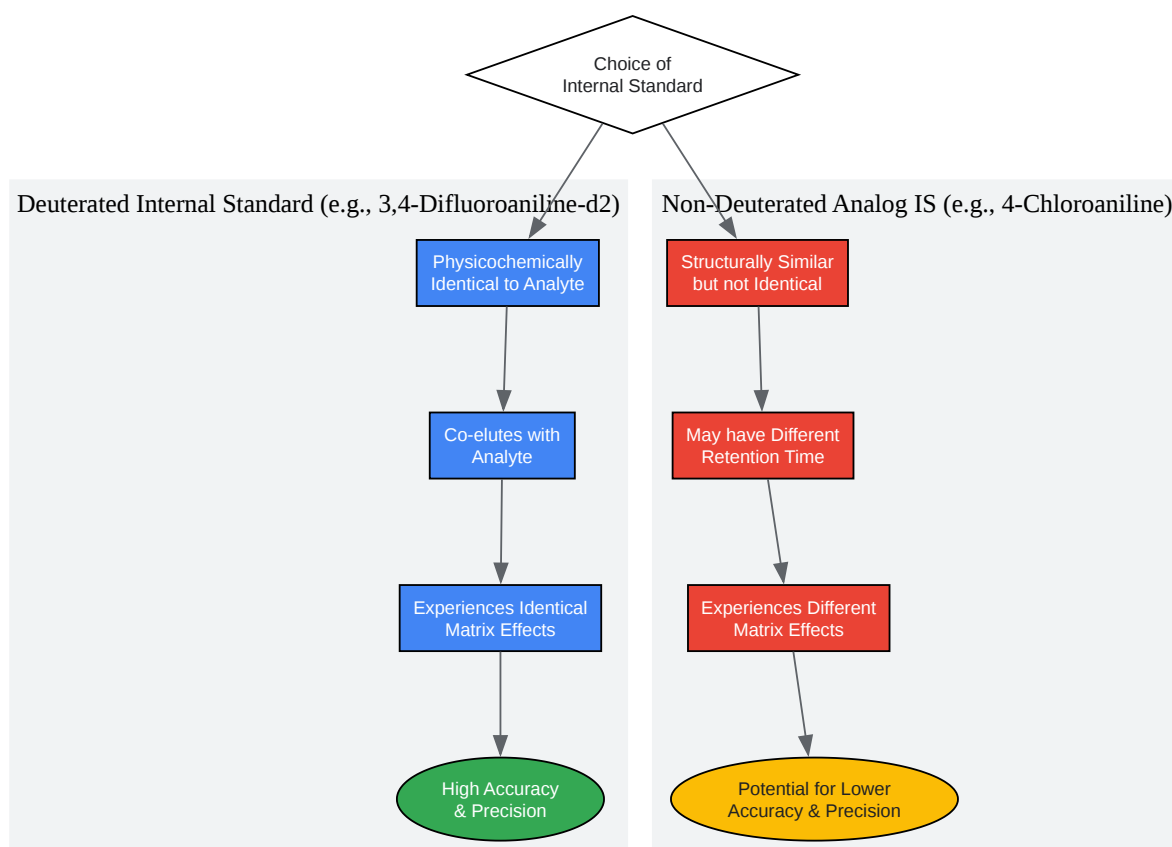 Choice of
Internal Standard
Deuterated Internal Standard (e.g., 3,4-Difluoroaniline-d2)
Physicochemically
Identical to Analyte
Co-elutes with
Analyte
Experiences Identical
Matrix Effects
High Accuracy
& Precision
Non-Deuterated Analog IS (e.g., 4-Chloroaniline)
Structurally Similar
but not Identical
May have Different
Retention Time
Experiences Different
Matrix Effects
Potential for Lower
Accuracy & Precision